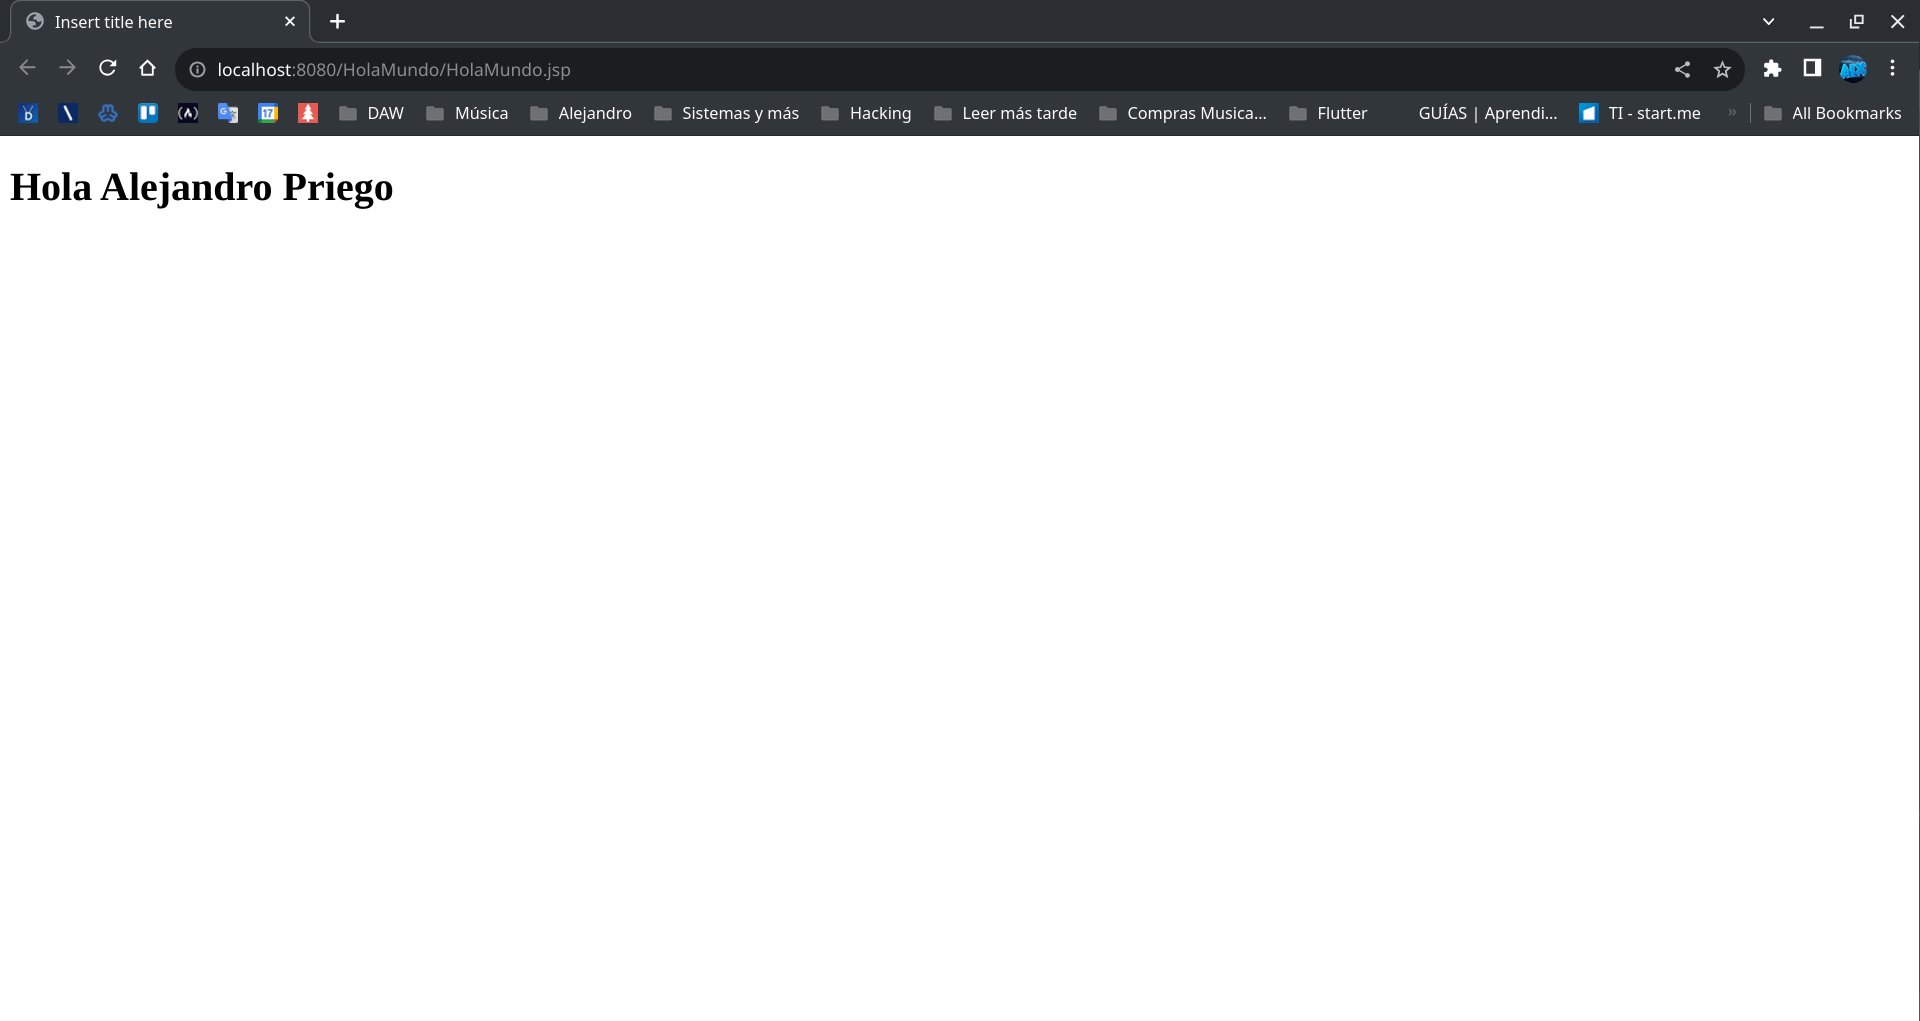 Insert title here
localhost:8080/HolaMundo/HolaMundo.jsp
DAW Música Alejandro Sistemas y más Hacking Leer más tarde Compras Musica... Flutter GUÍAS | Aprendi... TI - start.me » All Bookmarks
Hola Alejandro Priego